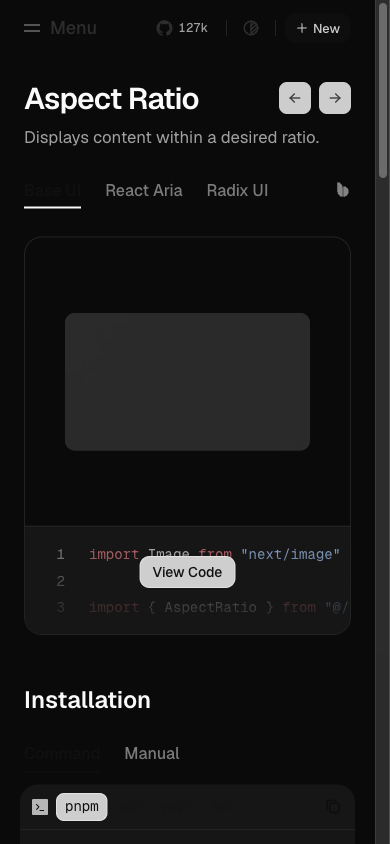 Menu 127k New
Aspect Ratio
Displays content within a desired ratio.
Base UI React Aria Radix UI
1 import Image from "next/image"
View Code
2
3 import { AspectRatio } from "@/
Installation
Command Manual
pnpm